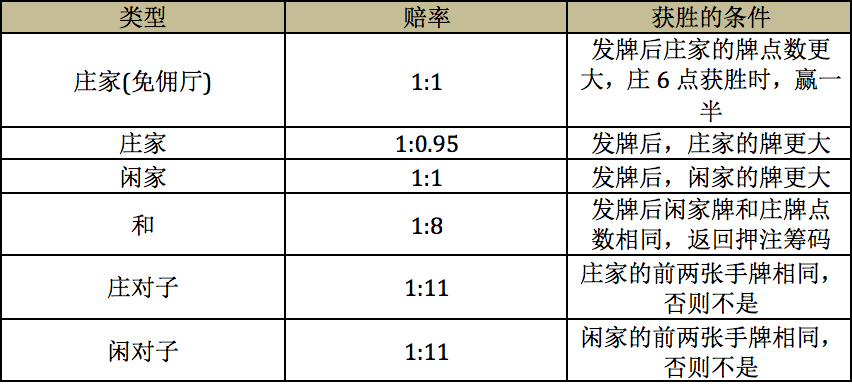 类型 赔率 获胜的条件
庄家(免佣厅) 1:1 发牌后庄家的牌点数更
大，庄 6 点获胜时，赢一
半
庄家 1:0.95 发牌后，庄家的牌更大
闲家 1:1 发牌后，闲家的牌更大
和 1:8 发牌后闲家牌和庄牌点
数相同，返回押注筹码
庄对子 1:11 庄家的前两张手牌相同，
否则不是
闲对子 1:11 闲家的前两张手牌相同，
否则不是